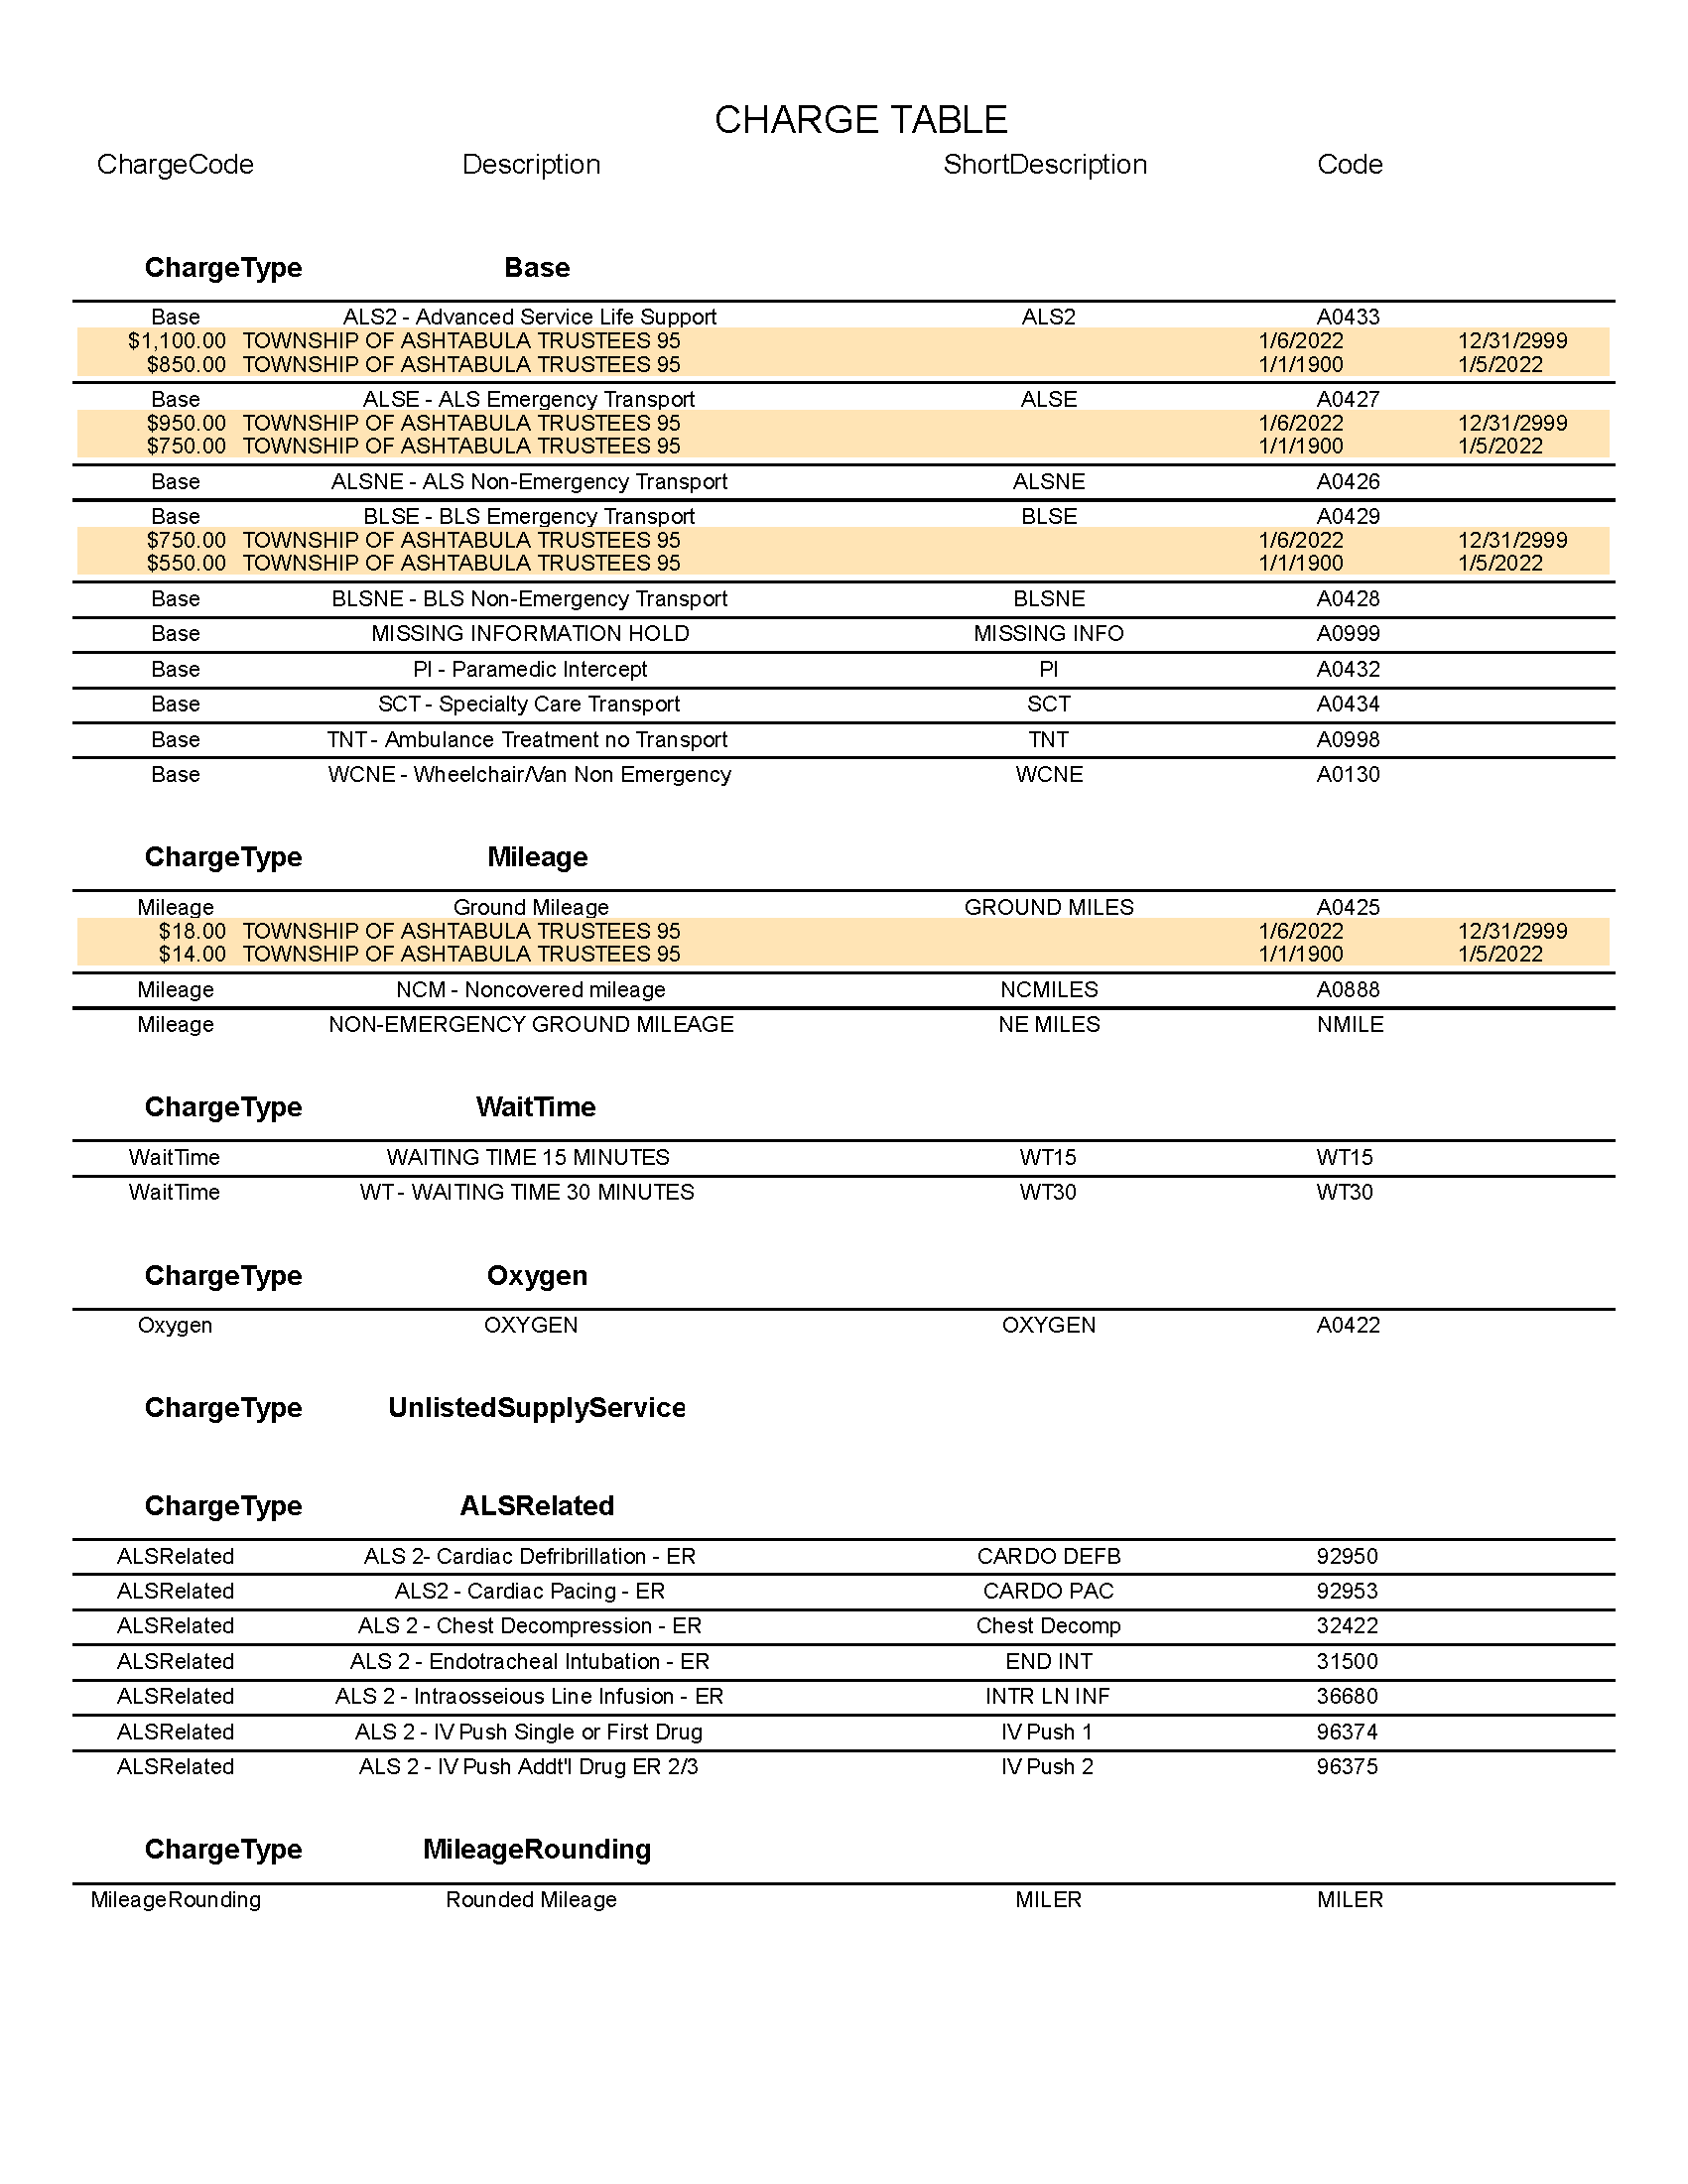 CHARGE TABLE
ChargeCode Description ShortDescription Code
ChargeType Base
Base ALS2 - Advanced Service Life Support ALS2 A0433
$1,100.00 TOWNSHIP OF ASHTABULA TRUSTEES 95 1/6/2022 12/31/2999
$850.00 TOWNSHIP OF ASHTABULA TRUSTEES 95 1/1/1900 1/5/2022
Base ALSE - ALS Emergency Transport ALSE A0427
$950.00 TOWNSHIP OF ASHTABULA TRUSTEES 95 1/6/2022 12/31/2999
$750.00 TOWNSHIP OF ASHTABULA TRUSTEES 95 1/1/1900 1/5/2022
Base ALSNE - ALS Non-Emergency Transport ALSNE A0426
Base BLSE - BLS Emergency Transport BLSE A0429
$750.00 TOWNSHIP OF ASHTABULA TRUSTEES 95 1/6/2022 12/31/2999
$550.00 TOWNSHIP OF ASHTABULA TRUSTEES 95 1/1/1900 1/5/2022
Base BLSNE - BLS Non-Emergency Transport BLSNE A0428
Base MISSING INFORMATION HOLD MISSING INFO A0999
Base PI - Paramedic Intercept PI A0432
Base SCT - Specialty Care Transport SCT A0434
Base TNT - Ambulance Treatment no Transport TNT A0998
Base WCNE - Wheelchair/Van Non Emergency WCNE A0130
ChargeType Mileage
Mileage Ground Mileage GROUND MILES A0425
$18.00 TOWNSHIP OF ASHTABULA TRUSTEES 95 1/6/2022 12/31/2999
$14.00 TOWNSHIP OF ASHTABULA TRUSTEES 95 1/1/1900 1/5/2022
Mileage NCM - Noncovered mileage NCMILES A0888
Mileage NON-EMERGENCY GROUND MILEAGE NE MILES NMILE
ChargeType WaitTime
WaitTime WAITING TIME 15 MINUTES WT15 WT15
WaitTime WT - WAITING TIME 30 MINUTES WT30 WT30
ChargeType Oxygen
Oxygen OXYGEN OXYGEN A0422
ChargeType UnlistedSupplyService
ChargeType ALSRelated
ALSRelated ALS 2- Cardiac Defribrillation - ER CARDO DEFB 92950
ALSRelated ALS2 - Cardiac Pacing - ER CARDO PAC 92953
ALSRelated ALS 2 - Chest Decompression - ER Chest Decomp 32422
ALSRelated ALS 2 - Endotracheal Intubation - ER END INT 31500
ALSRelated ALS 2 - Intraosseious Line Infusion - ER INTR LN INF 36680
ALSRelated ALS 2 - IV Push Single or First Drug IV Push 1 96374
ALSRelated ALS 2 - IV Push Addt'l Drug ER 2/3 IV Push 2 96375
ChargeType MileageRounding
MileageRounding Rounded Mileage MILER MILER